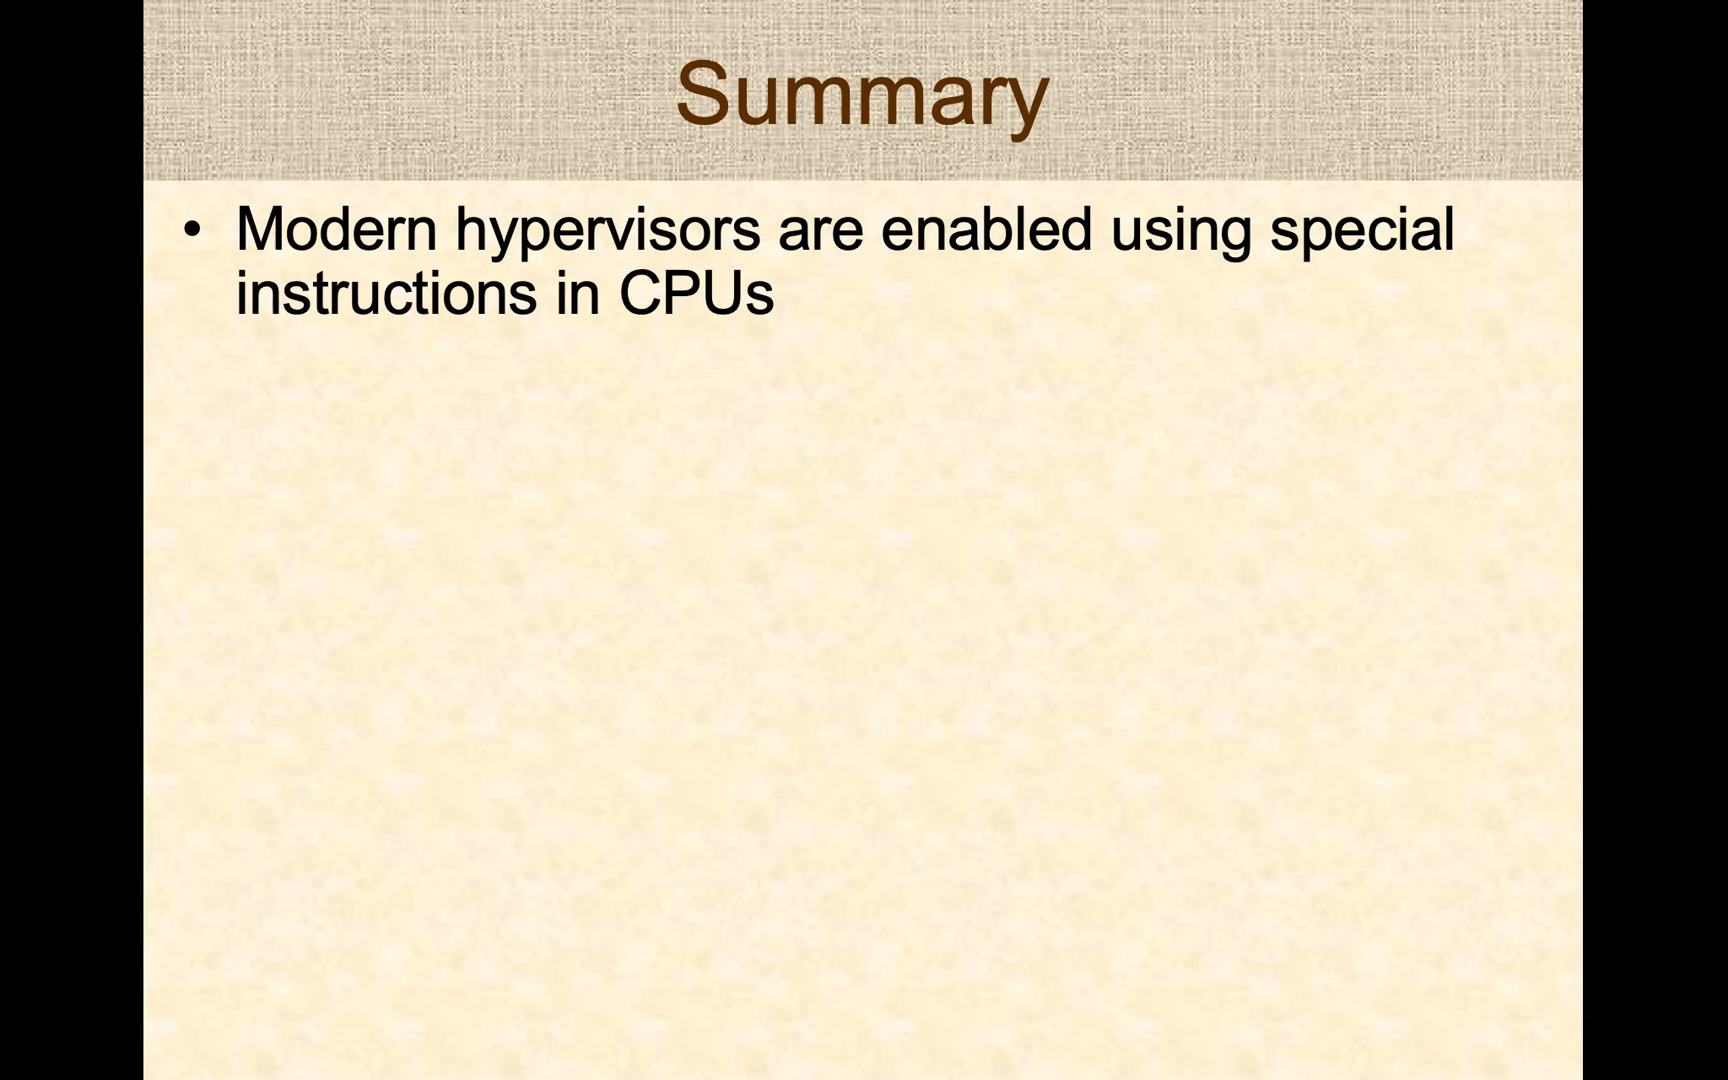 Summary
• Modern hypervisors are enabled using special
instructions in CPUs